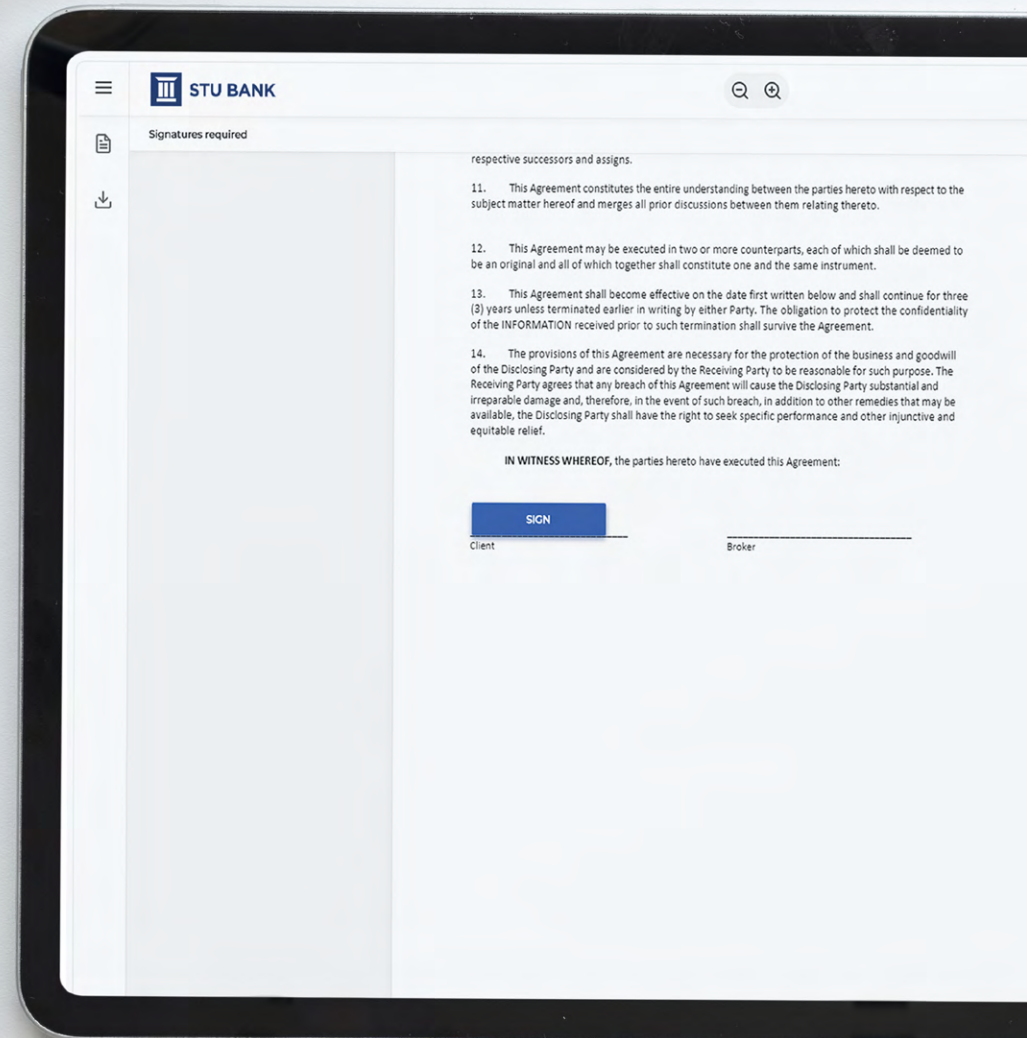 STU BANK
Signatures required
respective successors and assigns.
11. This Agreement constitutes the entire understanding between the parties hereto with respect to the
subject matter hereof and merges all prior discussions between them relating thereto.
12. This Agreement may be executed in two or more counterparts, each of which shall be deemed to
be an original and all of which together shall constitute one and the same instrument.
13. This Agreement shall become effective on the date first written below and shall continue for three
(3) years unless terminated earlier in writing by either Party. The obligation to protect the confidentiality
of the INFORMATION received prior to such termination shall survive the Agreement.
14. The provisions of this Agreement are necessary for the protection of the business and goodwill
of the Disclosing Party and are considered by the Receiving Party to be reasonable for such purpose. The
Receiving Party agrees that any breach of this Agreement will cause the Disclosing Party substantial and
irreparable damage and, therefore, in the event of such breach, in addition to other remedies that may be
available, the Disclosing Party shall have the right to seek specific performance and other injunctive and
equitable relief.
IN WITNESS WHEREOF, the parties hereto have executed this Agreement:
SIGN
Client Broker